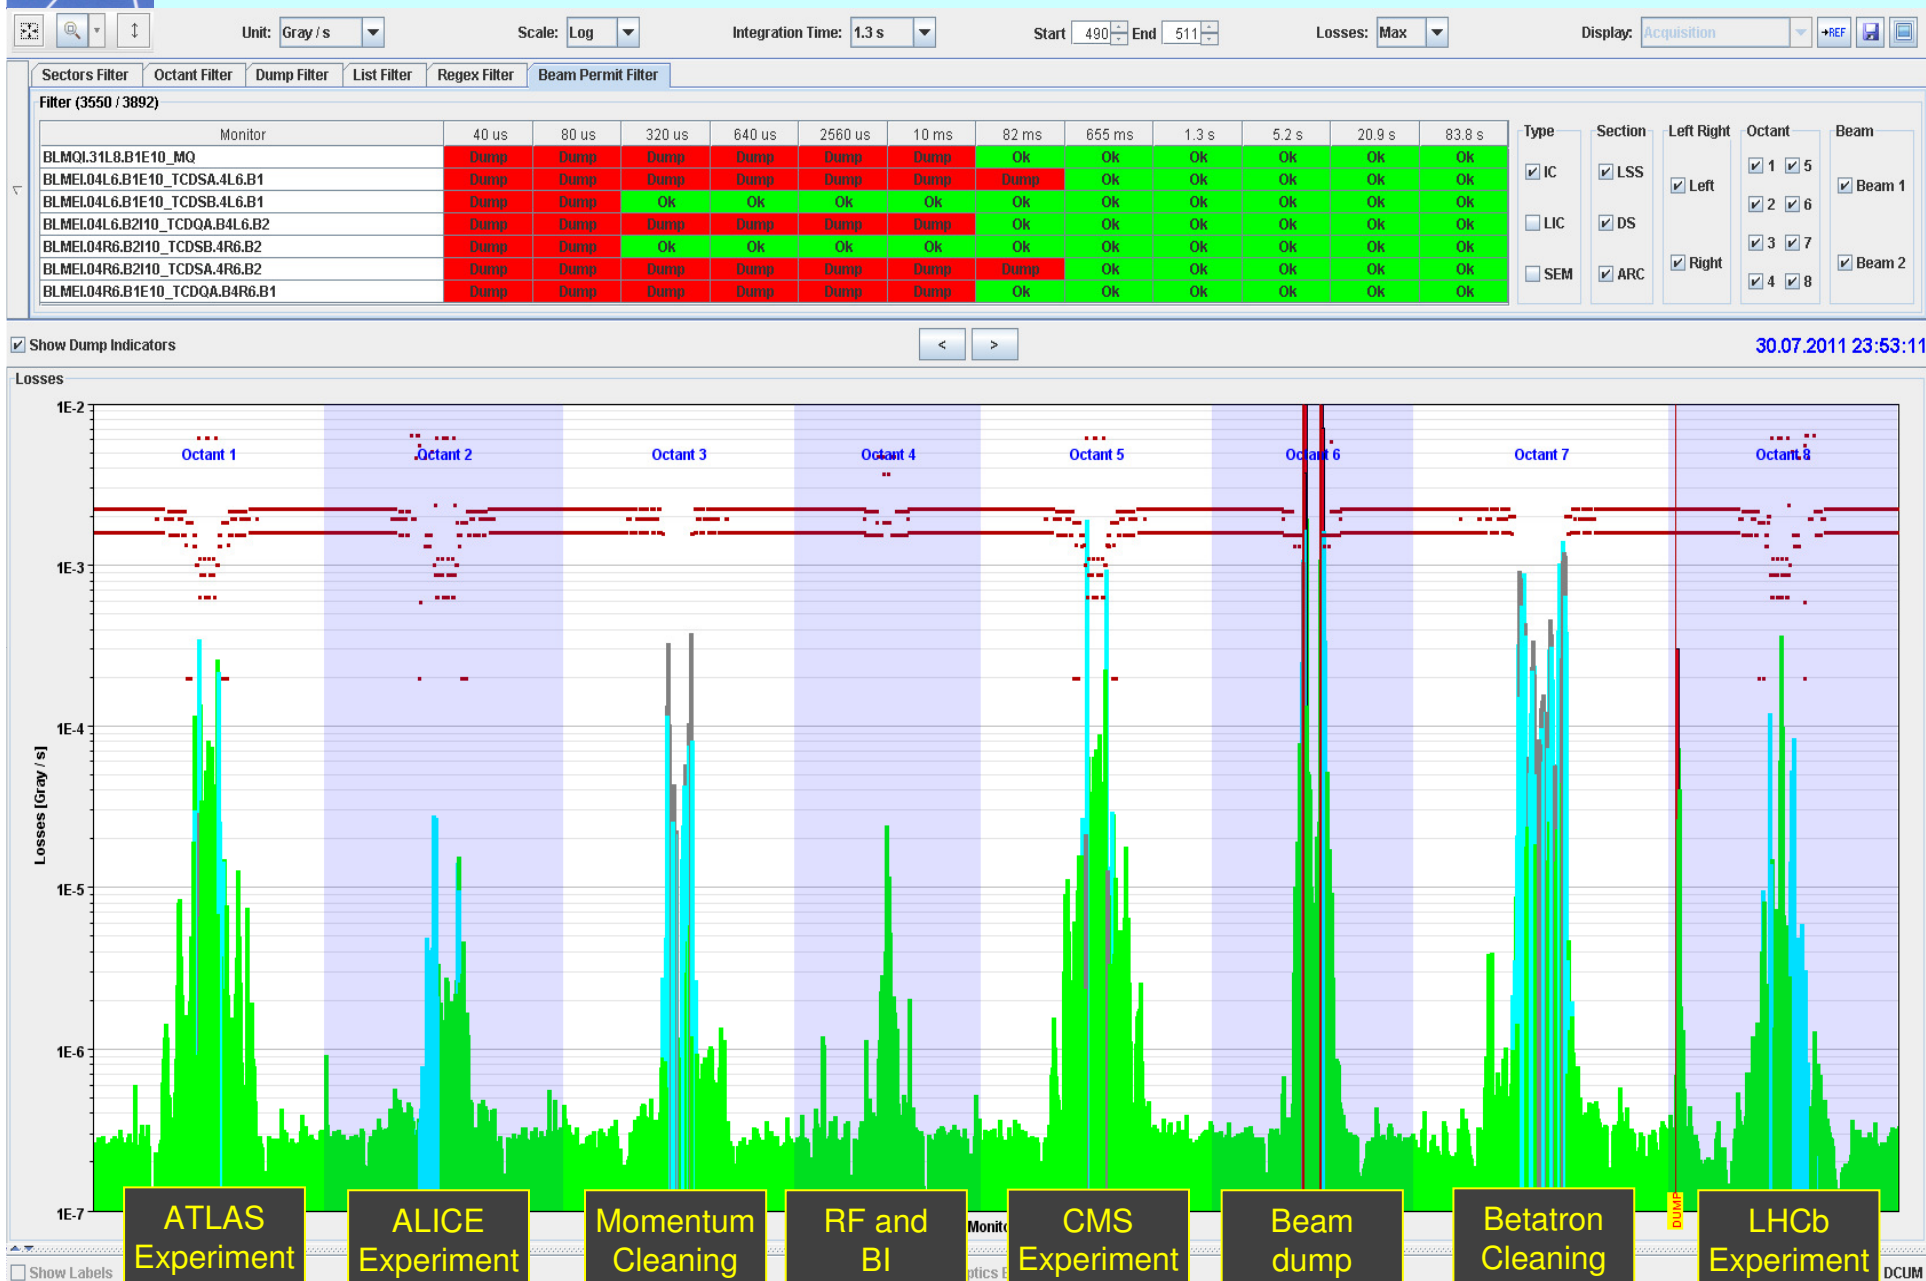 Unit: Gray / s Scale: Log Integration Time: 1.3 s Start 490 End 511 Losses: Max Display: Acquisition →REF
Sectors Filter Octant Filter Dump Filter List Filter Regex Filter Beam Permit Filter
Filter (3550 / 3892)
Monitor 40 us 80 us 320 us 640 us 2560 us 10 ms 82 ms 655 ms 1.3 s 5.2 s 20.9 s 83.8 s
BLMQI.31L8.B1E10_MQ Dump Dump Dump Dump Dump Dump Ok Ok Ok Ok Ok Ok
BLMEI.04L6.B1E10_TCDSA.4L6.B1 Dump Dump Dump Dump Dump Dump Dump Ok Ok Ok Ok Ok
BLMEI.04L6.B1E10_TCDSB.4L6.B1 Dump Dump Ok Ok Ok Ok Ok Ok Ok Ok Ok Ok
BLMEI.04L6.B2I10_TCDQA.B4L6.B2 Dump Dump Dump Dump Dump Dump Ok Ok Ok Ok Ok Ok
BLMEI.04R6.B2I10_TCDSB.4R6.B2 Dump Dump Ok Ok Ok Ok Ok Ok Ok Ok Ok Ok
BLMEI.04R6.B2I10_TCDSA.4R6.B2 Dump Dump Dump Dump Dump Dump Dump Ok Ok Ok Ok Ok
BLMEI.04R6.B1E10_TCDQA.B4R6.B1 Dump Dump Dump Dump Dump Dump Ok Ok Ok Ok Ok Ok
Type Section Left Right Octant Beam
IC LSS Left 1 5 Beam 1
2 6
LIC DS 3 7
SEM ARC Right 4 8 Beam 2
Show Dump Indicators < > 30.07.2011 23:53:11
Losses
1E-2
Octant 1 Octant 2 Octant 3 Octant 4 Octant 5 Octant 6 Octant 7 Octant 8
1E-3
1E-4
Losses [Gray / s]
1E-5
1E-6
1E-7
DUMP
ATLAS Experiment
ALICE Experiment
Momentum Cleaning
RF and BI
CMS Experiment
Beam dump
Betatron Cleaning
LHCb Experiment
Show Labels DCUM